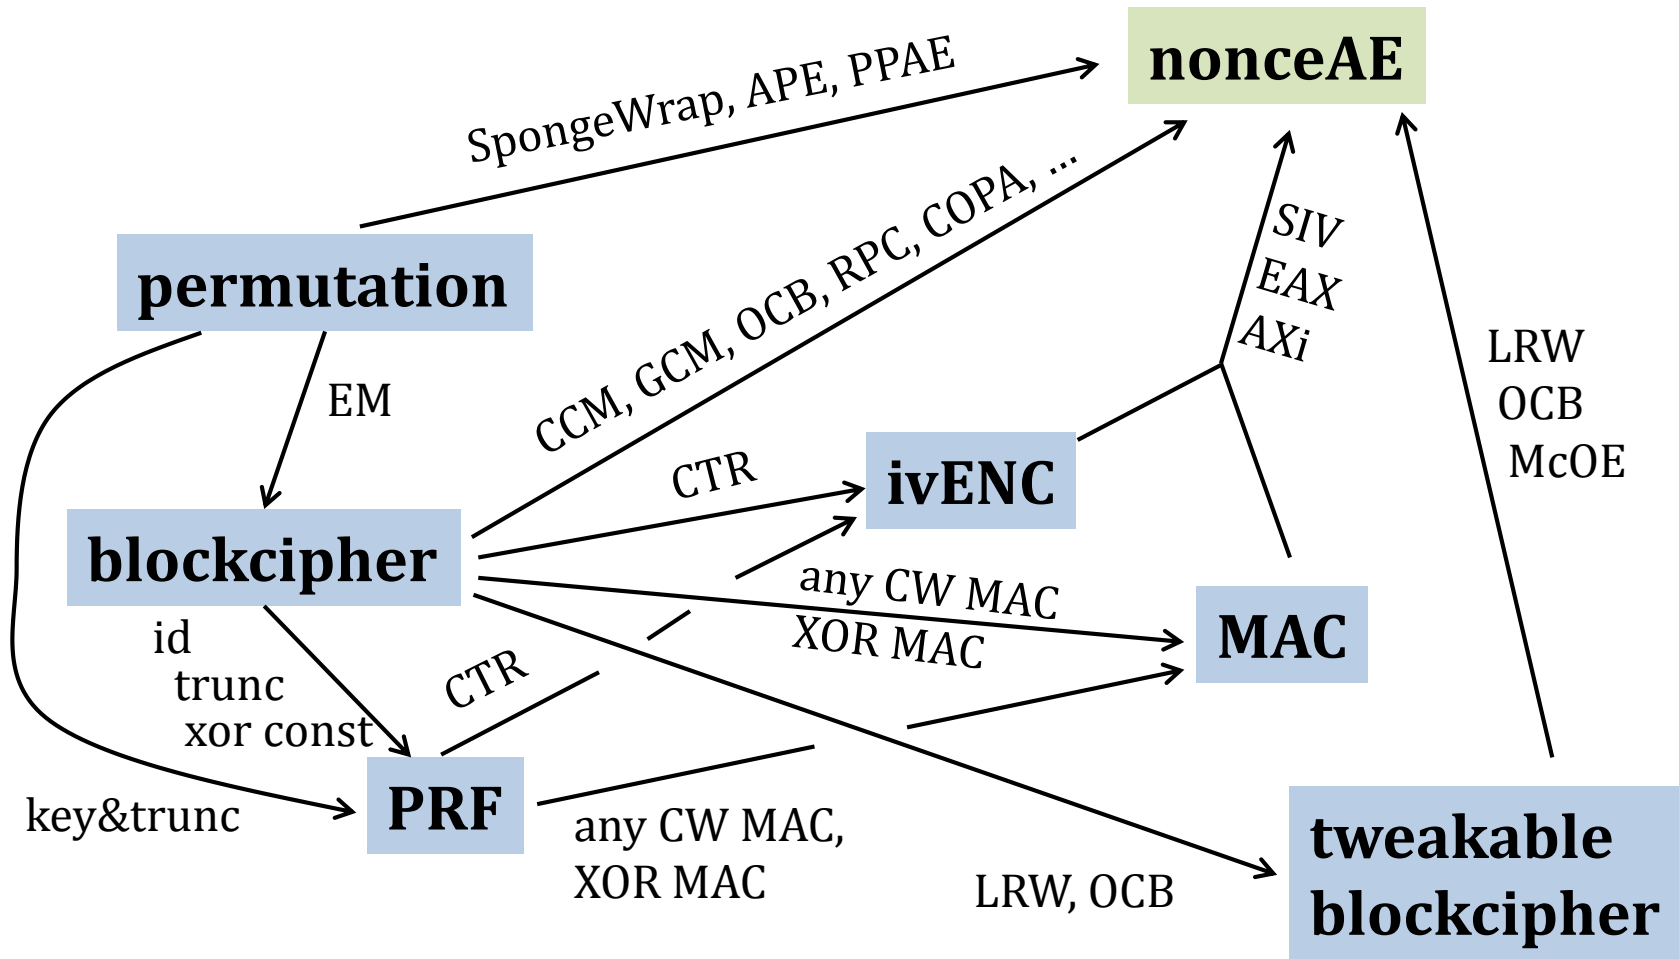 nonceAE
SpongeWrap, APE, PPAE
CCM, GCM, OCB, RPC, COPA, ...
SIV
EAX
AXi
permutation
EM
LRW
OCB
McOE
CTR
ivENC
blockcipher
any CW MAC
XOR MAC
MAC
id
trunc
xor const
CTR
key&trunc
PRF
any CW MAC,
XOR MAC
LRW, OCB
tweakable
blockcipher